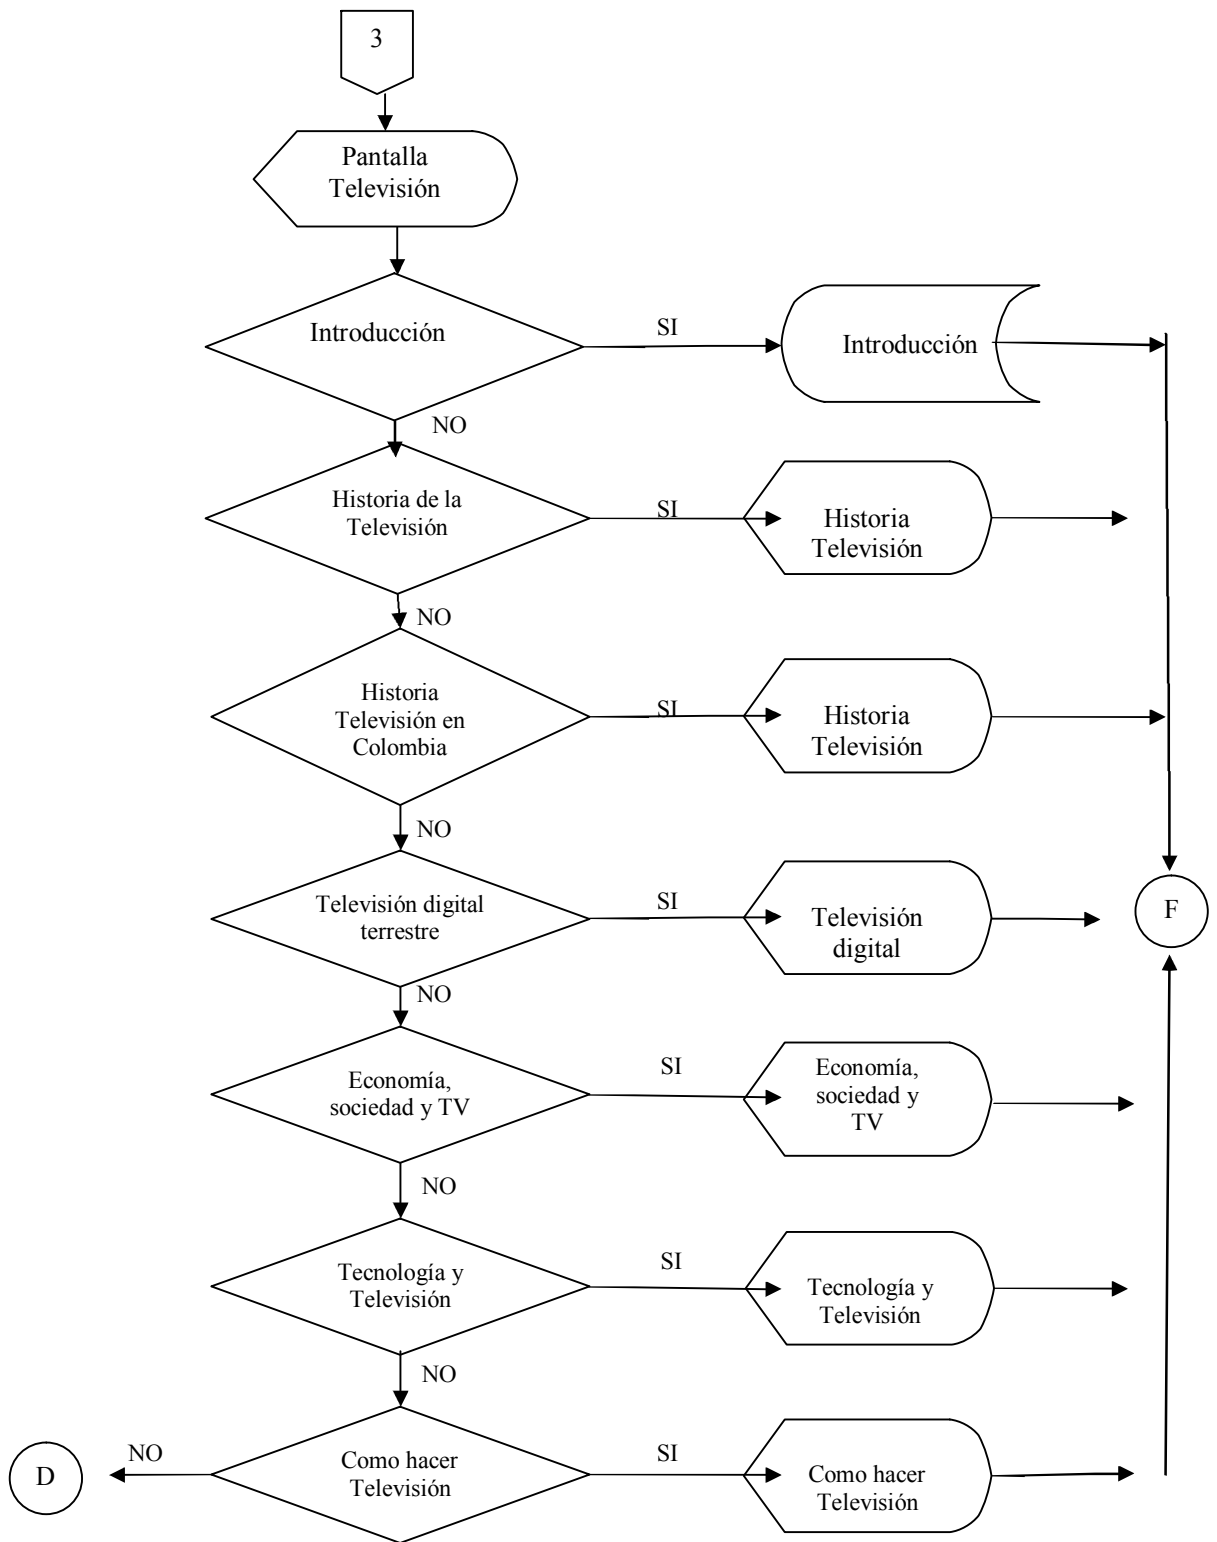 3
Pantalla
Televisión
Introducción
SI
Introducción
NO
Historia de la
Televisión
SI
Historia
Televisión
NO
Historia
Televisión en
Colombia
SI
Historia
Televisión
NO
Televisión digital
terrestre
SI
Televisión
digital
F
NO
Economía,
sociedad y TV
SI
Economía,
sociedad y
TV
NO
Tecnología y
Televisión
SI
Tecnología y
Televisión
NO
D
NO
Como hacer
Televisión
SI
Como hacer
Televisión